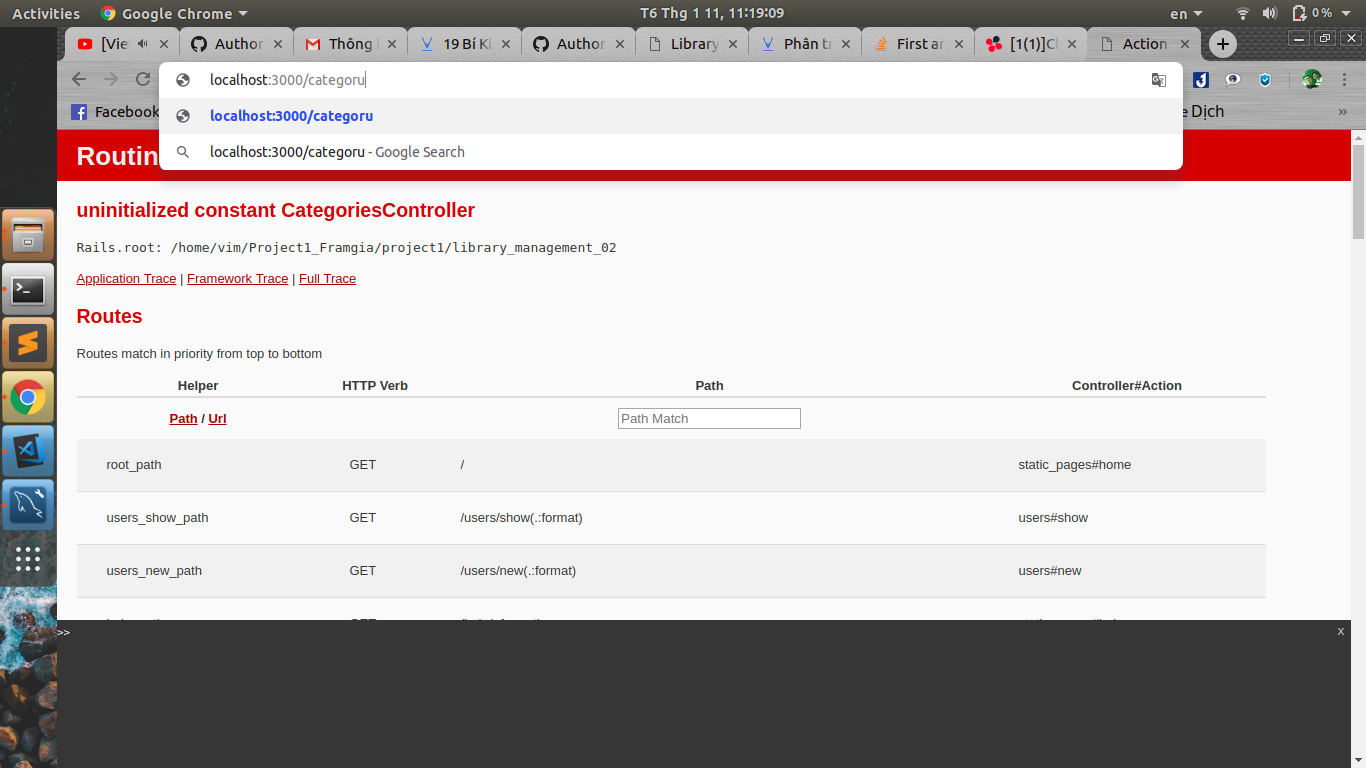 Activities Google Chrome T6 Thg 1 11, 11:19:09 en 0 %
[Vie Author Thông 19 Bí Ki Author Library Phân tr First ar [1(1)] Action
localhost:3000/categoru
Facebook localhost:3000/categoru Dịch »
localhost:3000/categoru - Google Search
Routin
uninitialized constant CategoriesController
Rails.root: /home/vim/Project1_Framgia/project1/library_management_02
Application Trace | Framework Trace | Full Trace
Routes
Routes match in priority from top to bottom
Helper HTTP Verb Path Controller#Action
Path / Url Path Match
root_path GET / static_pages#home
users_show_path GET /users/show(.:format) users#show
users_new_path GET /users/new(.:format) users#new
>> x